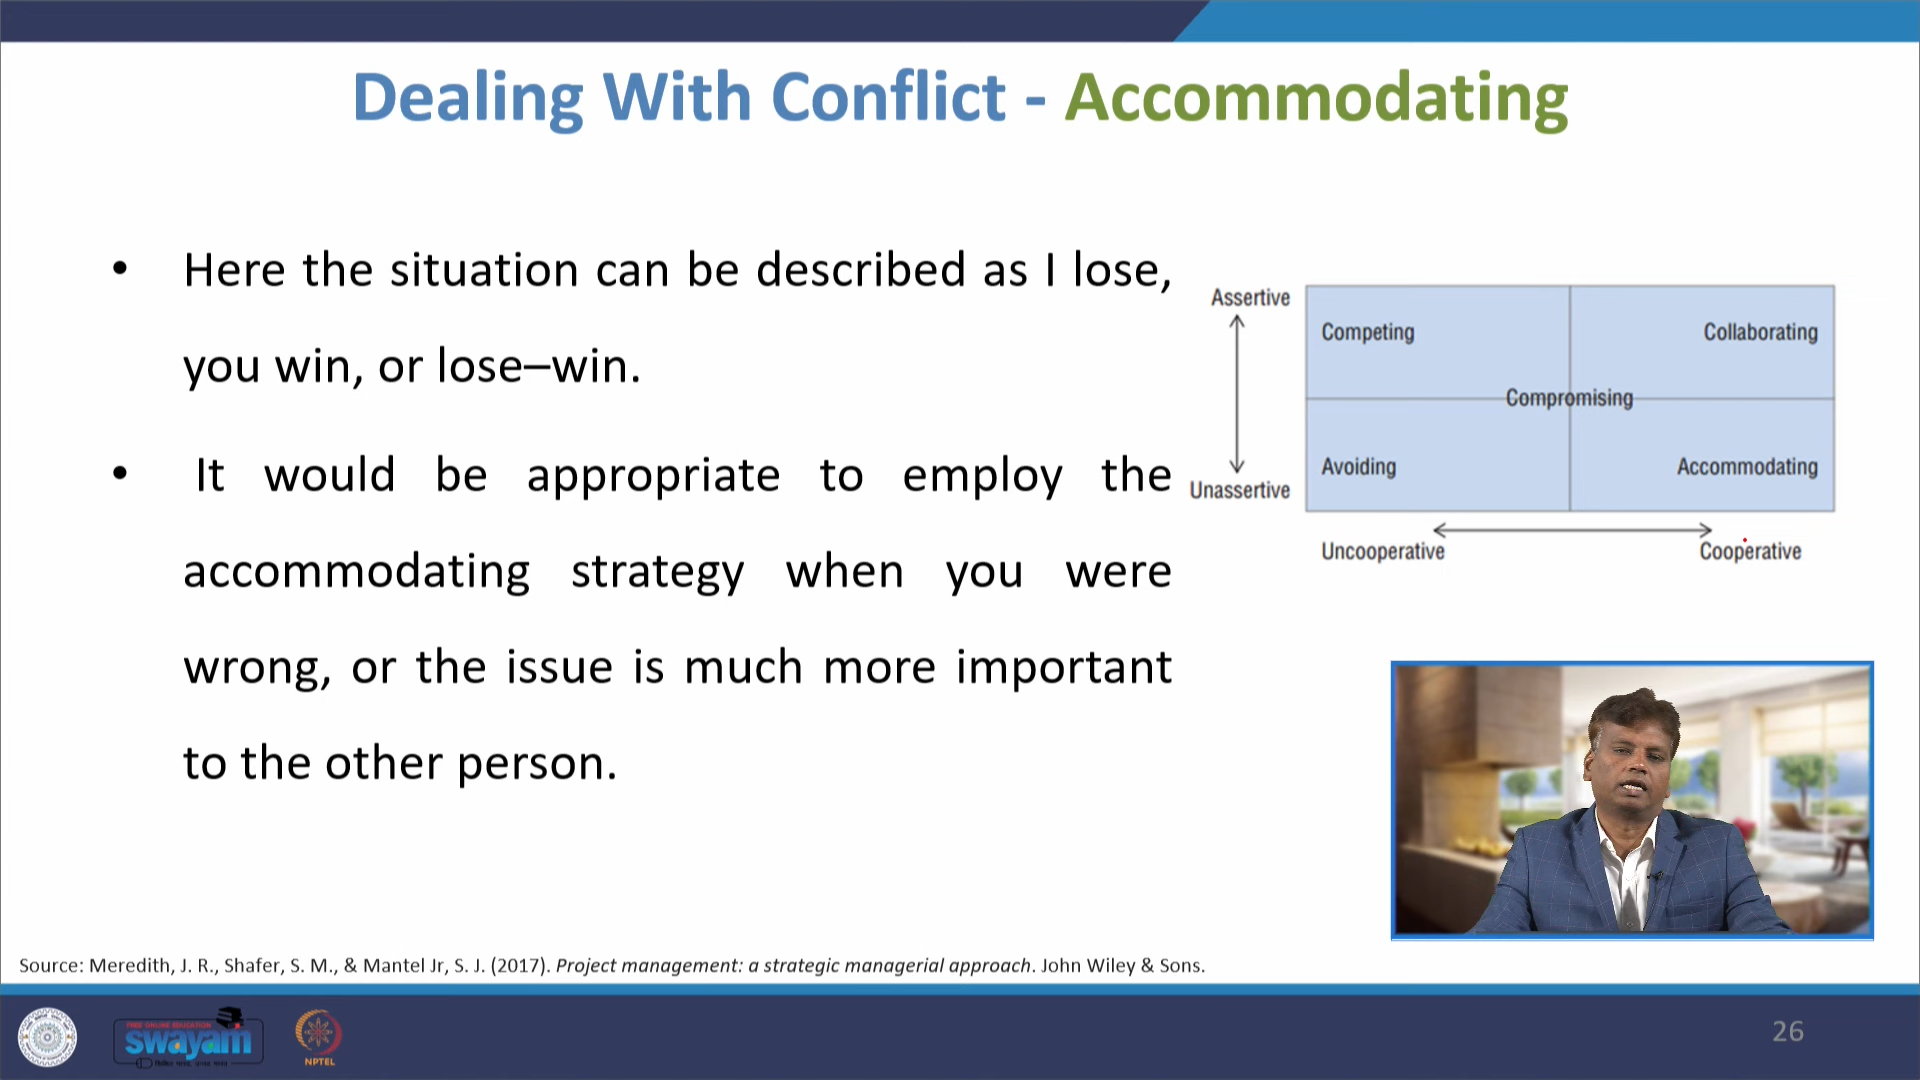 Dealing With Conflict - Accommodating
• Here the situation can be described as I lose,
you win, or lose–win.
• It would be appropriate to employ the
accommodating strategy when you were
wrong, or the issue is much more important
to the other person.
Assertive
Unassertive
Competing
Collaborating
Compromising
Avoiding
Accommodating
Uncooperative
Cooperative
Source: Meredith, J. R., Shafer, S. M., & Mantel Jr, S. J. (2017). Project management: a strategic managerial approach. John Wiley & Sons.
FREE ONLINE EDUCATION
swayam
NPTEL
26